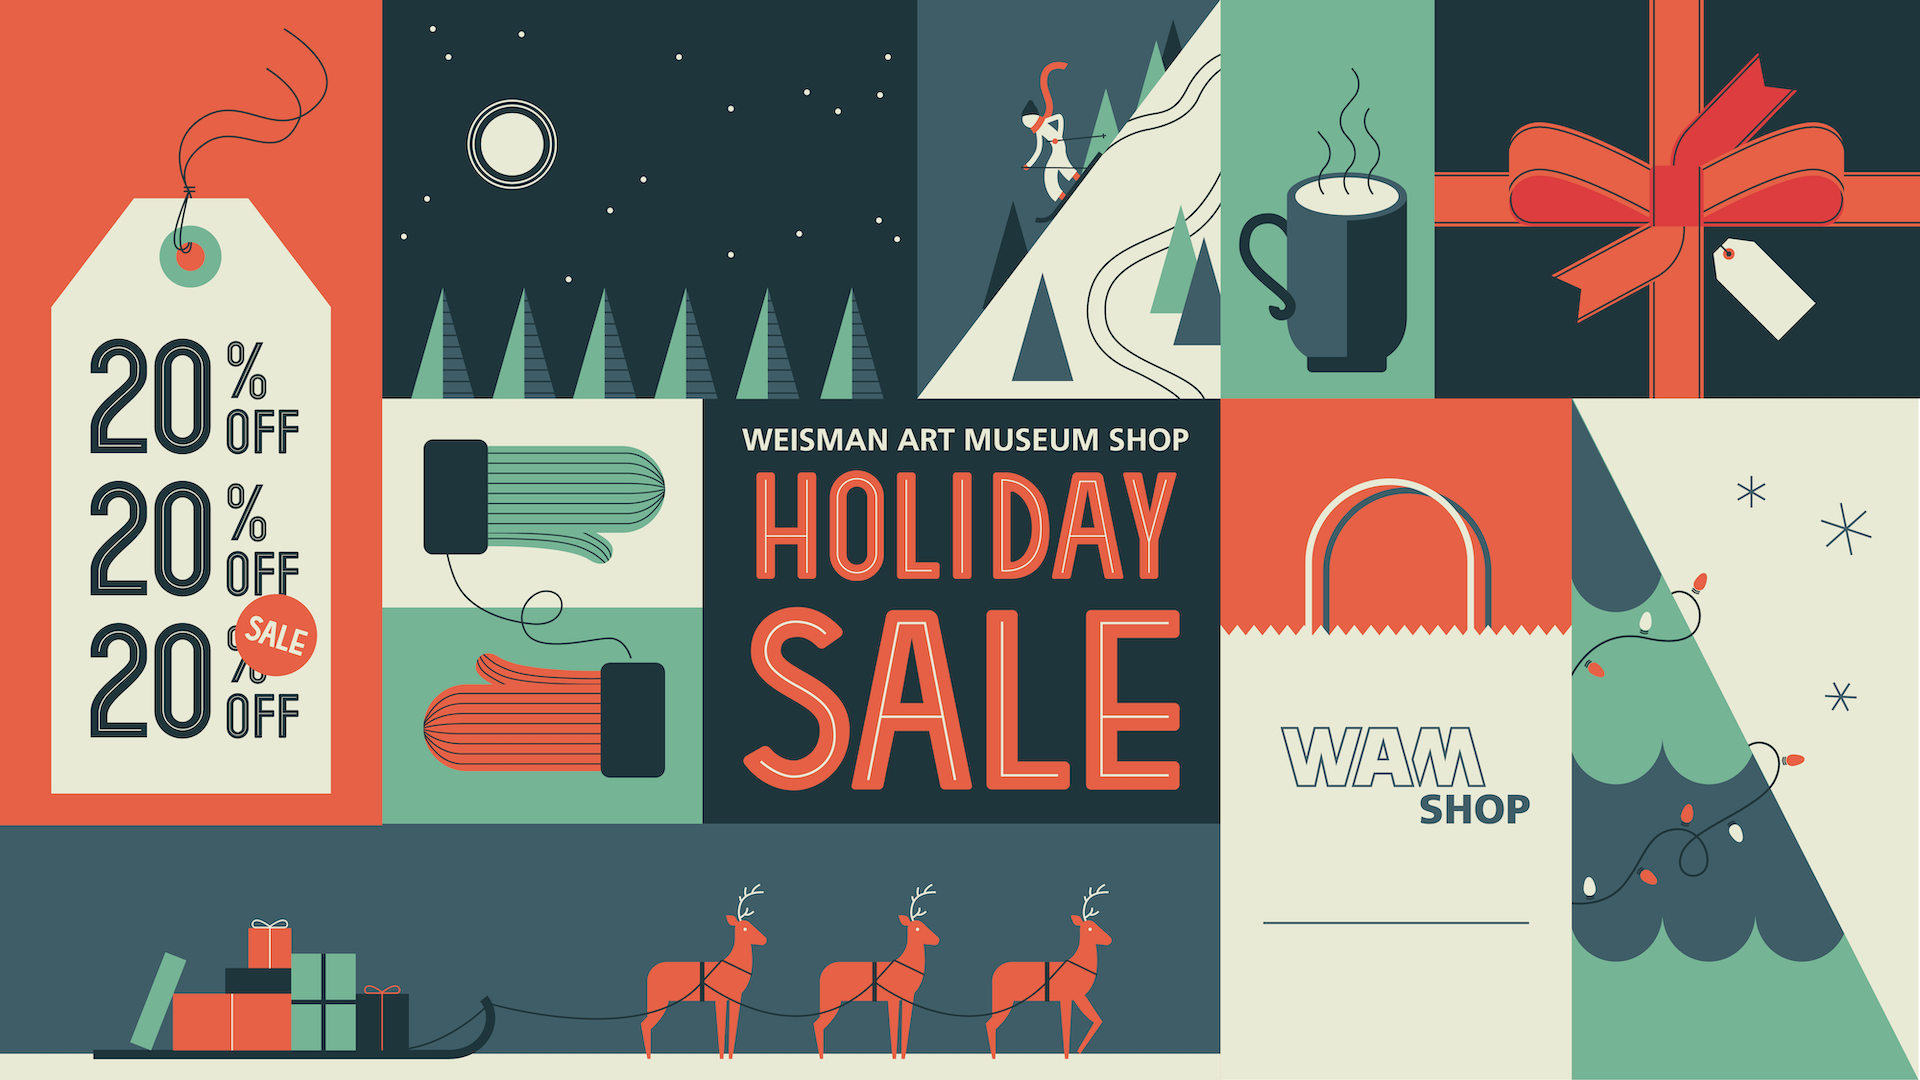 20% OFF
20% OFF
20% OFF
SALE
WEISMAN ART MUSEUM SHOP
HOLIDAY
SALE
WAM
SHOP